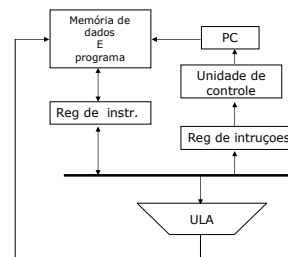 Memória de
dados
E
programa
PC
Unidade de
controle
Reg de instr.
Reg de intruçoes
ULA